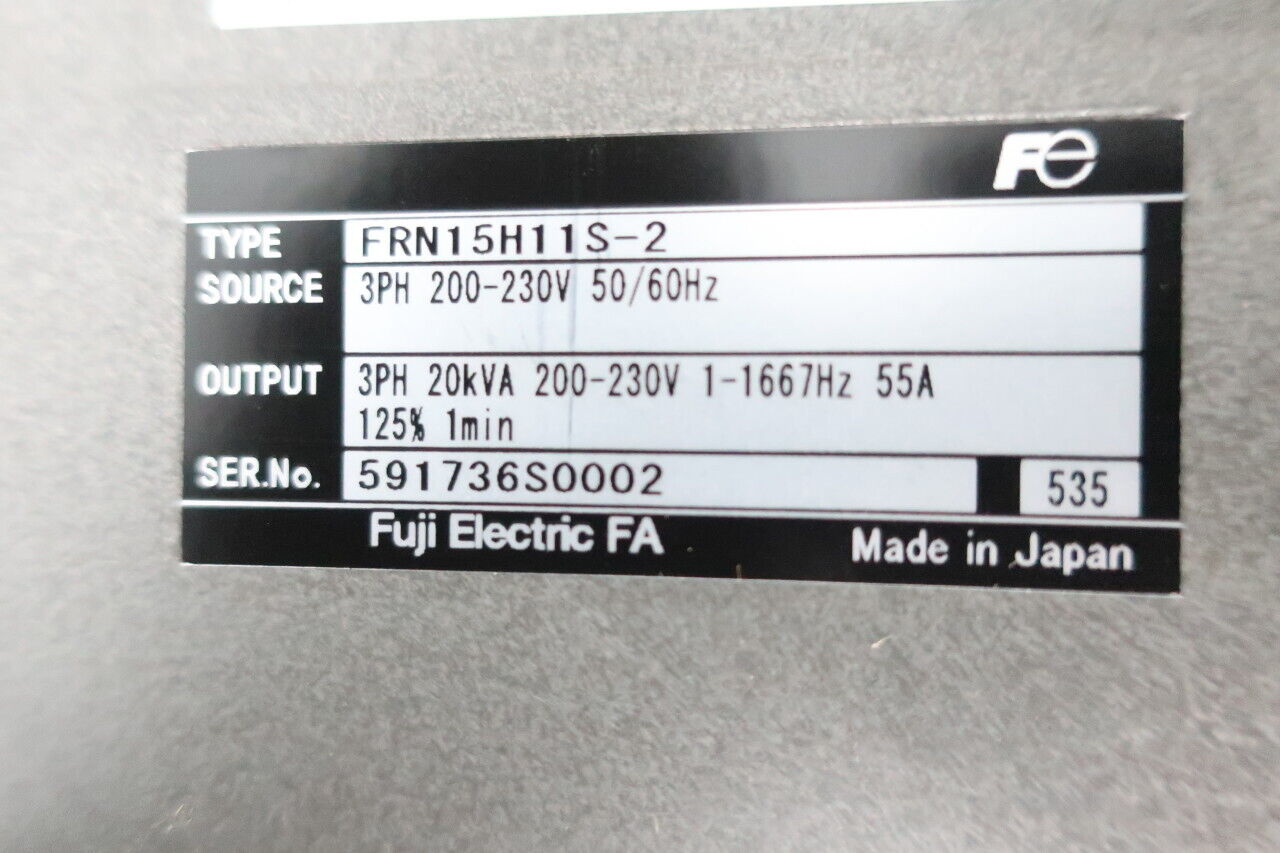 Fe
TYPE FRN15H11S-2
SOURCE 3PH 200-230V 50/60Hz
OUTPUT 3PH 20kVA 200-230V 1-1667Hz 55A
125% 1min
SER.No. 591736S0002 535
Fuji Electric FA Made in Japan